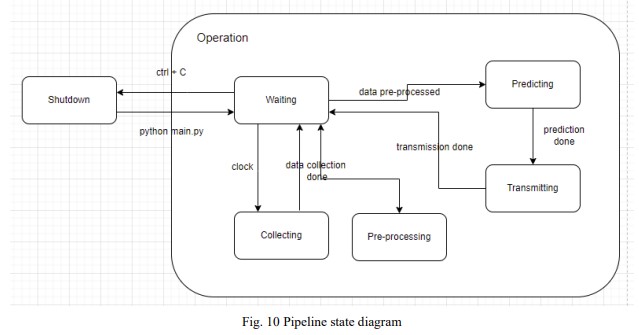 Operation
ctrl + C
Shutdown
Waiting
data pre-processed
Predicting
python main.py
prediction
done
transmission done
clock
data collection
done
Transmitting
Collecting
Pre-processing
Fig. 10 Pipeline state diagram